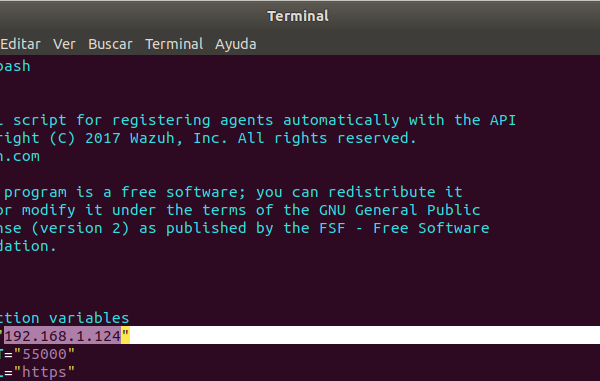 Terminal
Editar Ver Buscar Terminal Ayuda
bash
script for registering agents automatically with the API
right (C) 2017 Wazuh, Inc. All rights reserved.
.com
program is a free software; you can redistribute it
or modify it under the terms of the GNU General Public
nse (version 2) as published by the FSF - Free Software
dation.
ction variables
"192.168.1.124"
T="55000"
L="https"